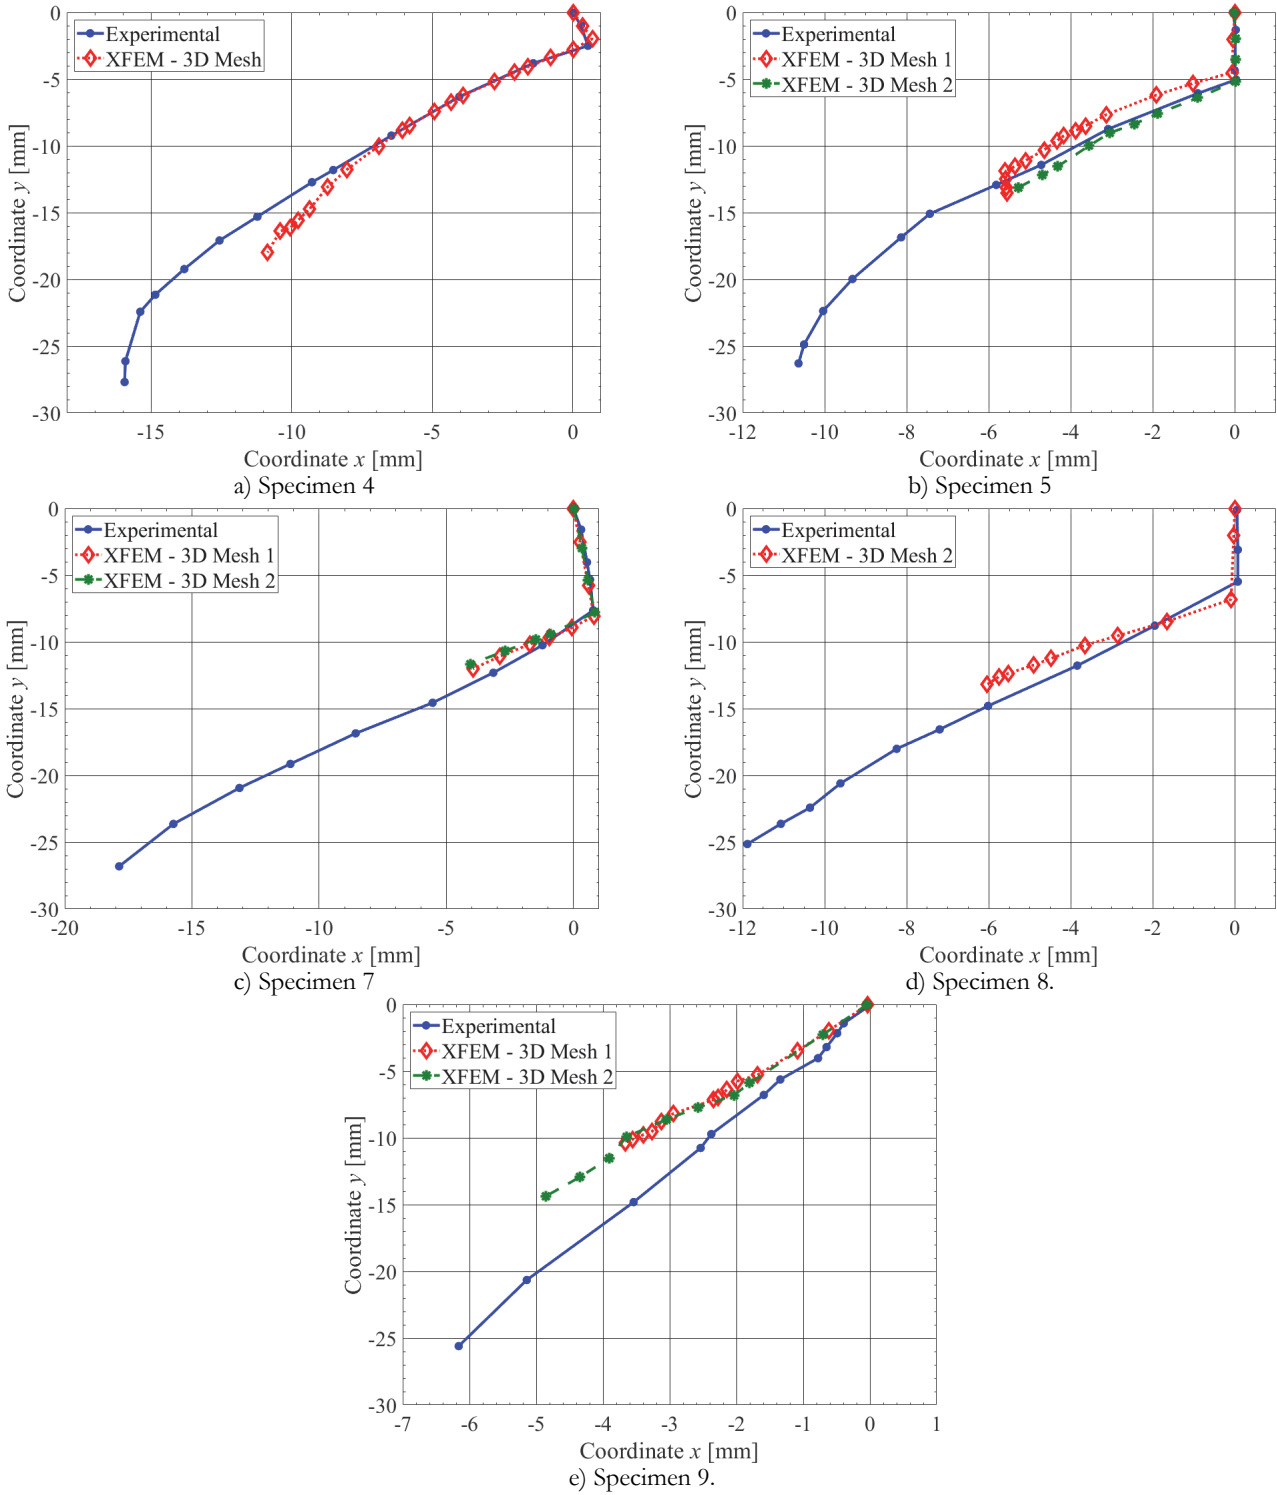 0
-5
-10
-15
-20
-25
-30
Coordinate y [mm]
Experimental
XFEM - 3D Mesh
-15
-10
-5
0
Coordinate x [mm]
a) Specimen 4
0
-5
-10
-15
-20
-25
-30
Coordinate y [mm]
Experimental
XFEM - 3D Mesh 1
XFEM - 3D Mesh 2
-12
-10
-8
-6
-4
-2
0
Coordinate x [mm]
b) Specimen 5
0
-5
-10
-15
-20
-25
-30
Coordinate y [mm]
Experimental
XFEM - 3D Mesh 1
XFEM - 3D Mesh 2
-20
-15
-10
-5
0
Coordinate x [mm]
c) Specimen 7
0
-5
-10
-15
-20
-25
-30
Coordinate y [mm]
Experimental
XFEM - 3D Mesh 2
-12
-10
-8
-6
-4
-2
0
Coordinate x [mm]
d) Specimen 8.
0
-5
-10
-15
-20
-25
-30
Coordinate y [mm]
Experimental
XFEM - 3D Mesh 1
XFEM - 3D Mesh 2
-7
-6
-5
-4
-3
-2
-1
0
1
Coordinate x [mm]
e) Specimen 9.